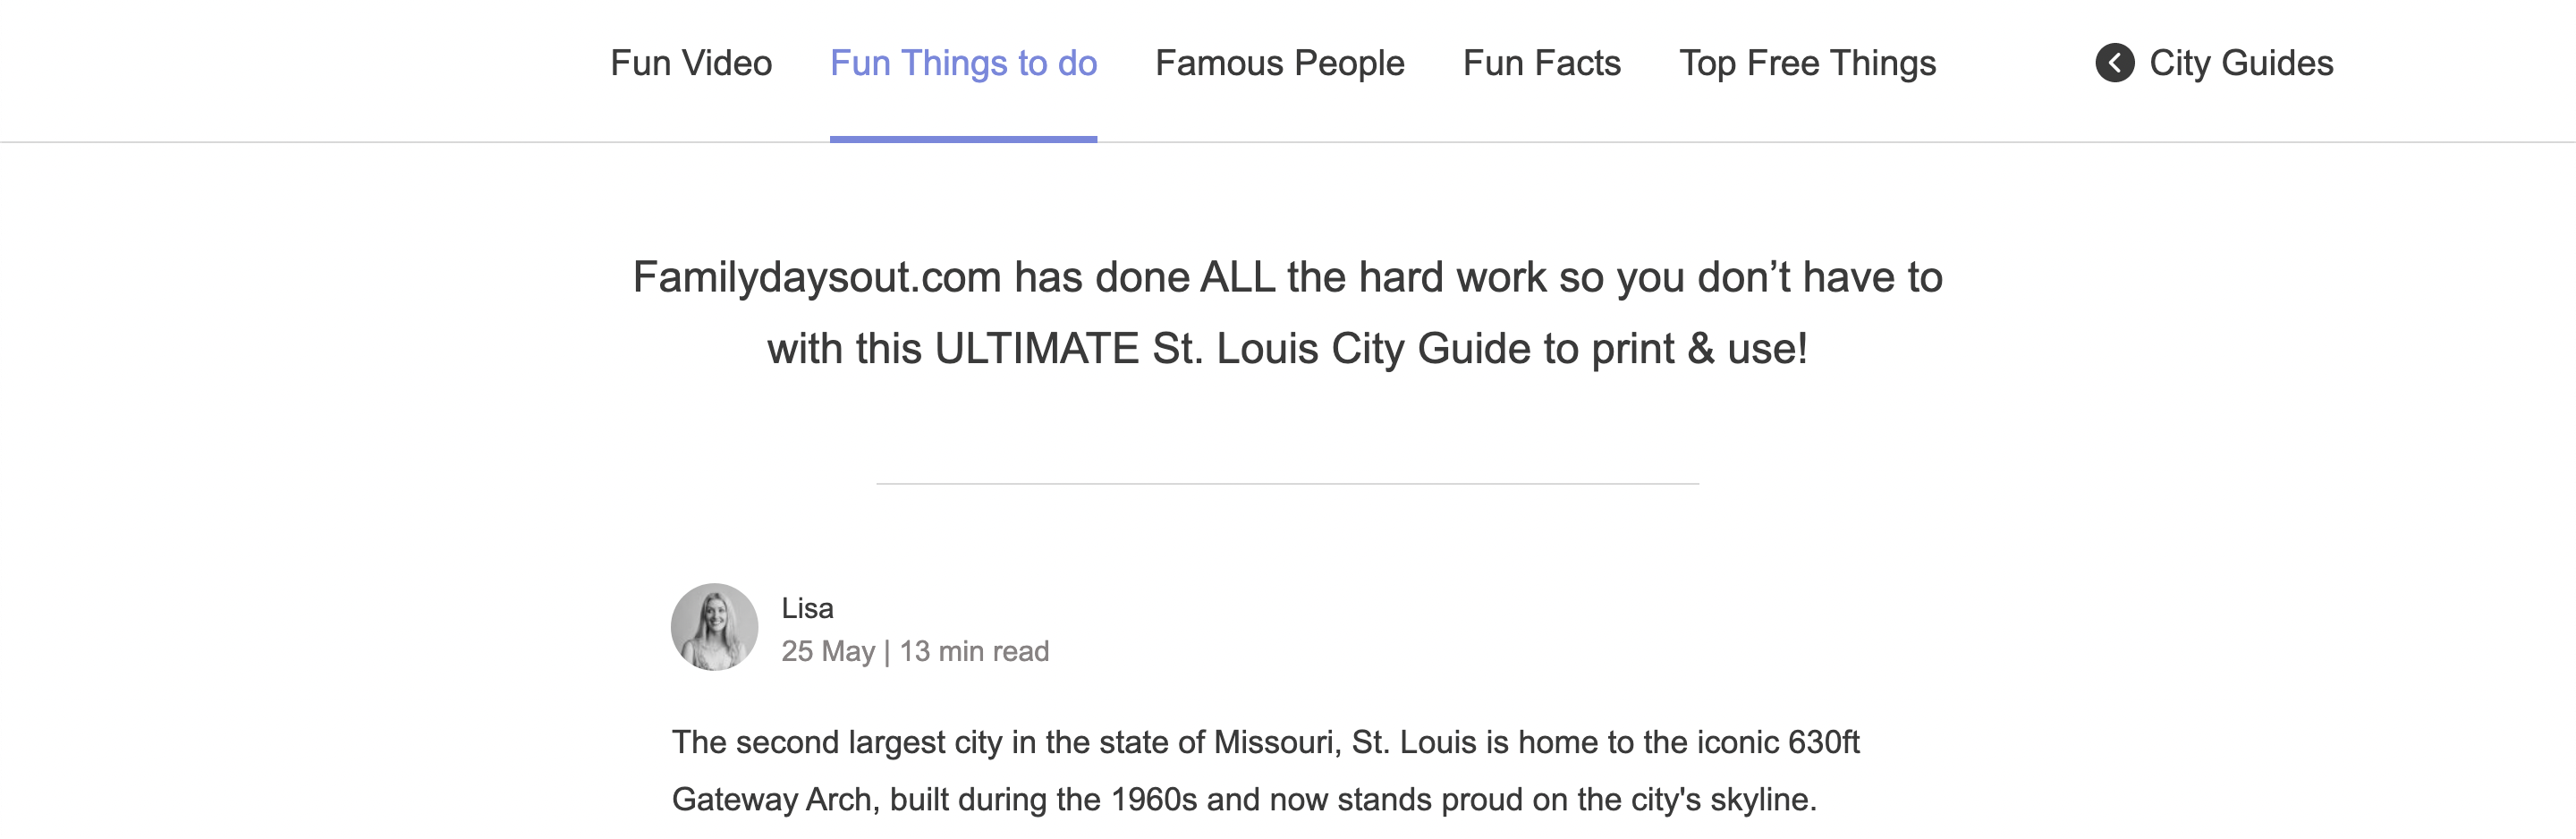 Fun Video Fun Things to do Famous People Fun Facts Top Free Things City Guides
Familydaysout.com has done ALL the hard work so you don’t have to
with this ULTIMATE St. Louis City Guide to print & use!
Lisa
25 May | 13 min read
The second largest city in the state of Missouri, St. Louis is home to the iconic 630ft
Gateway Arch, built during the 1960s and now stands proud on the city's skyline.